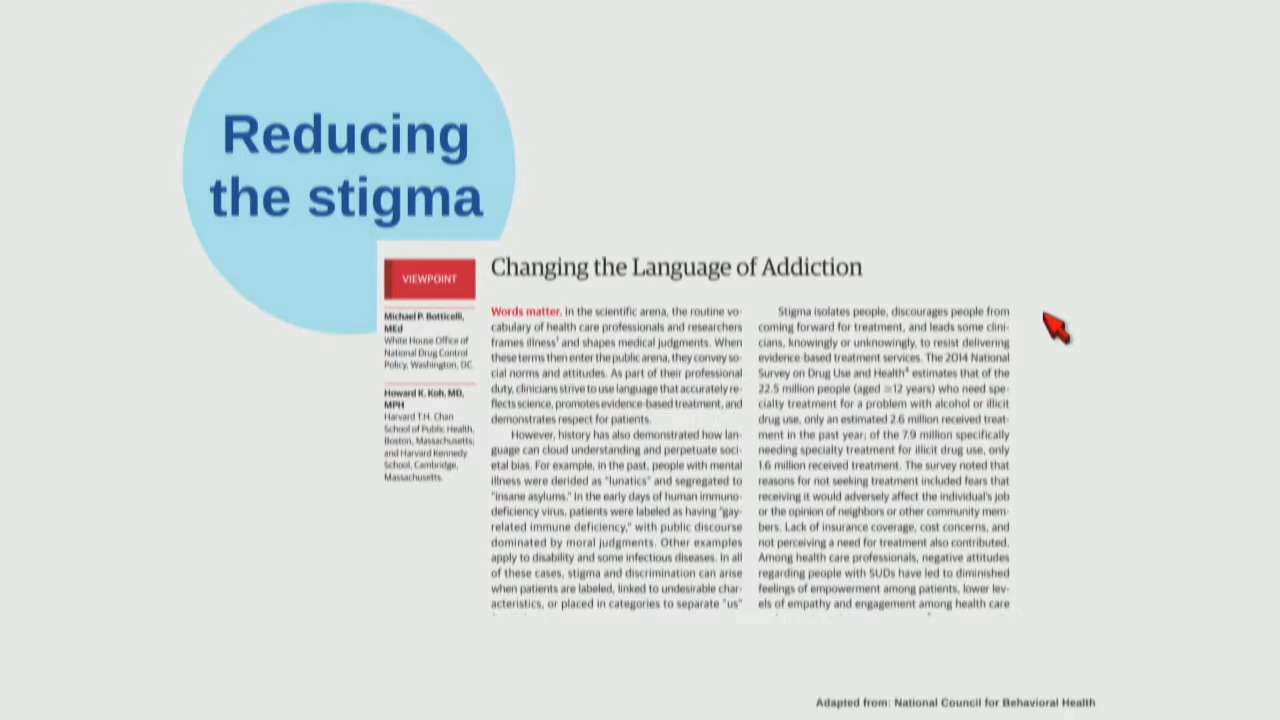 Reducing
the stigma
VIEWPOINT
Michael P. Botticelli,
MEd
White House Office of
National Drug Control
Policy, Washington, DC.
Howard K. Koh, MD,
MPH
Harvard T.H. Chan
School of Public Health,
Boston, Massachusetts;
and Harvard Kennedy
School, Cambridge,
Massachusetts.
Changing the Language of Addiction
Words matter. In the scientific arena, the routine vo-
cabulary of health care professionals and researchers
frames illness¹ and shapes medical judgments. When
these terms then enter the public arena, they convey so-
cial norms and attitudes. As part of their professional
duty, clinicians strive to use language that accurately re-
flects science, promotes evidence-based treatment, and
demonstrates respect for patients.
However, history has also demonstrated how lan-
guage can cloud understanding and perpetuate soci-
etal bias. For example, in the past, people with mental
illness were derided as "lunatics" and segregated to
"insane asylums." In the early days of human immuno-
deficiency virus, patients were labeled as having "gay-
related immune deficiency," with public discourse
dominated by moral judgments. Other examples
apply to disability and some infectious diseases. In all
of these cases, stigma and discrimination can arise
when patients are labeled, linked to undesirable char-
acteristics, or placed in categories to separate "us"
Stigma isolates people, discourages people from
coming forward for treatment, and leads some clini-
cians, knowingly or unknowingly, to resist delivering
evidence-based treatment services. The 2014 National
Survey on Drug Use and Health⁴ estimates that of the
22.5 million people (aged ≥12 years) who need spe-
cialty treatment for a problem with alcohol or illicit
drug use, only an estimated 2.6 million received treat-
ment in the past year; of the 7.9 million specifically
needing specialty treatment for illicit drug use, only
1.6 million received treatment. The survey noted that
reasons for not seeking treatment included fears that
receiving it would adversely affect the individual's job
or the opinion of neighbors or other community mem-
bers. Lack of insurance coverage, cost concerns, and
not perceiving a need for treatment also contributed.
Among health care professionals, negative attitudes
regarding people with SUDs have led to diminished
feelings of empowerment among patients, lower lev-
els of empathy and engagement among health care
Adapted from: National Council for Behavioral Health